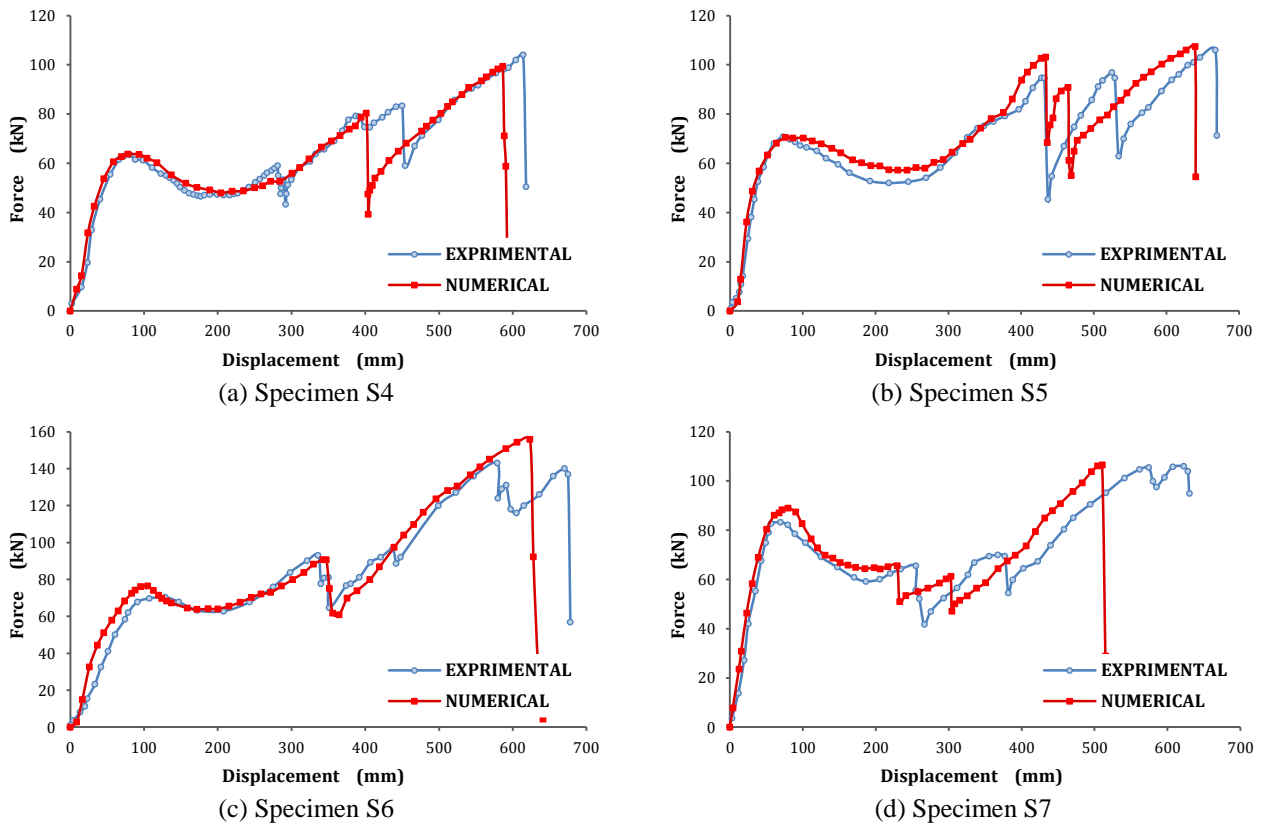 120
100
80
60
40
20
0
Force (kN)
0 100 200 300 400 500 600 700
Displacement (mm)
EXPRIMENTAL
NUMERICAL
(a) Specimen S4
120
100
80
60
40
20
0
Force (kN)
0 100 200 300 400 500 600 700
Displacement (mm)
EXPRIMENTAL
NUMERICAL
(b) Specimen S5
160
140
120
100
80
60
40
20
0
Force (kN)
0 100 200 300 400 500 600 700
Displacement (mm)
EXPRIMENTAL
NUMERICAL
(c) Specimen S6
120
100
80
60
40
20
0
Force (kN)
0 100 200 300 400 500 600 700
Displacement (mm)
EXPRIMENTAL
NUMERICAL
(d) Specimen S7